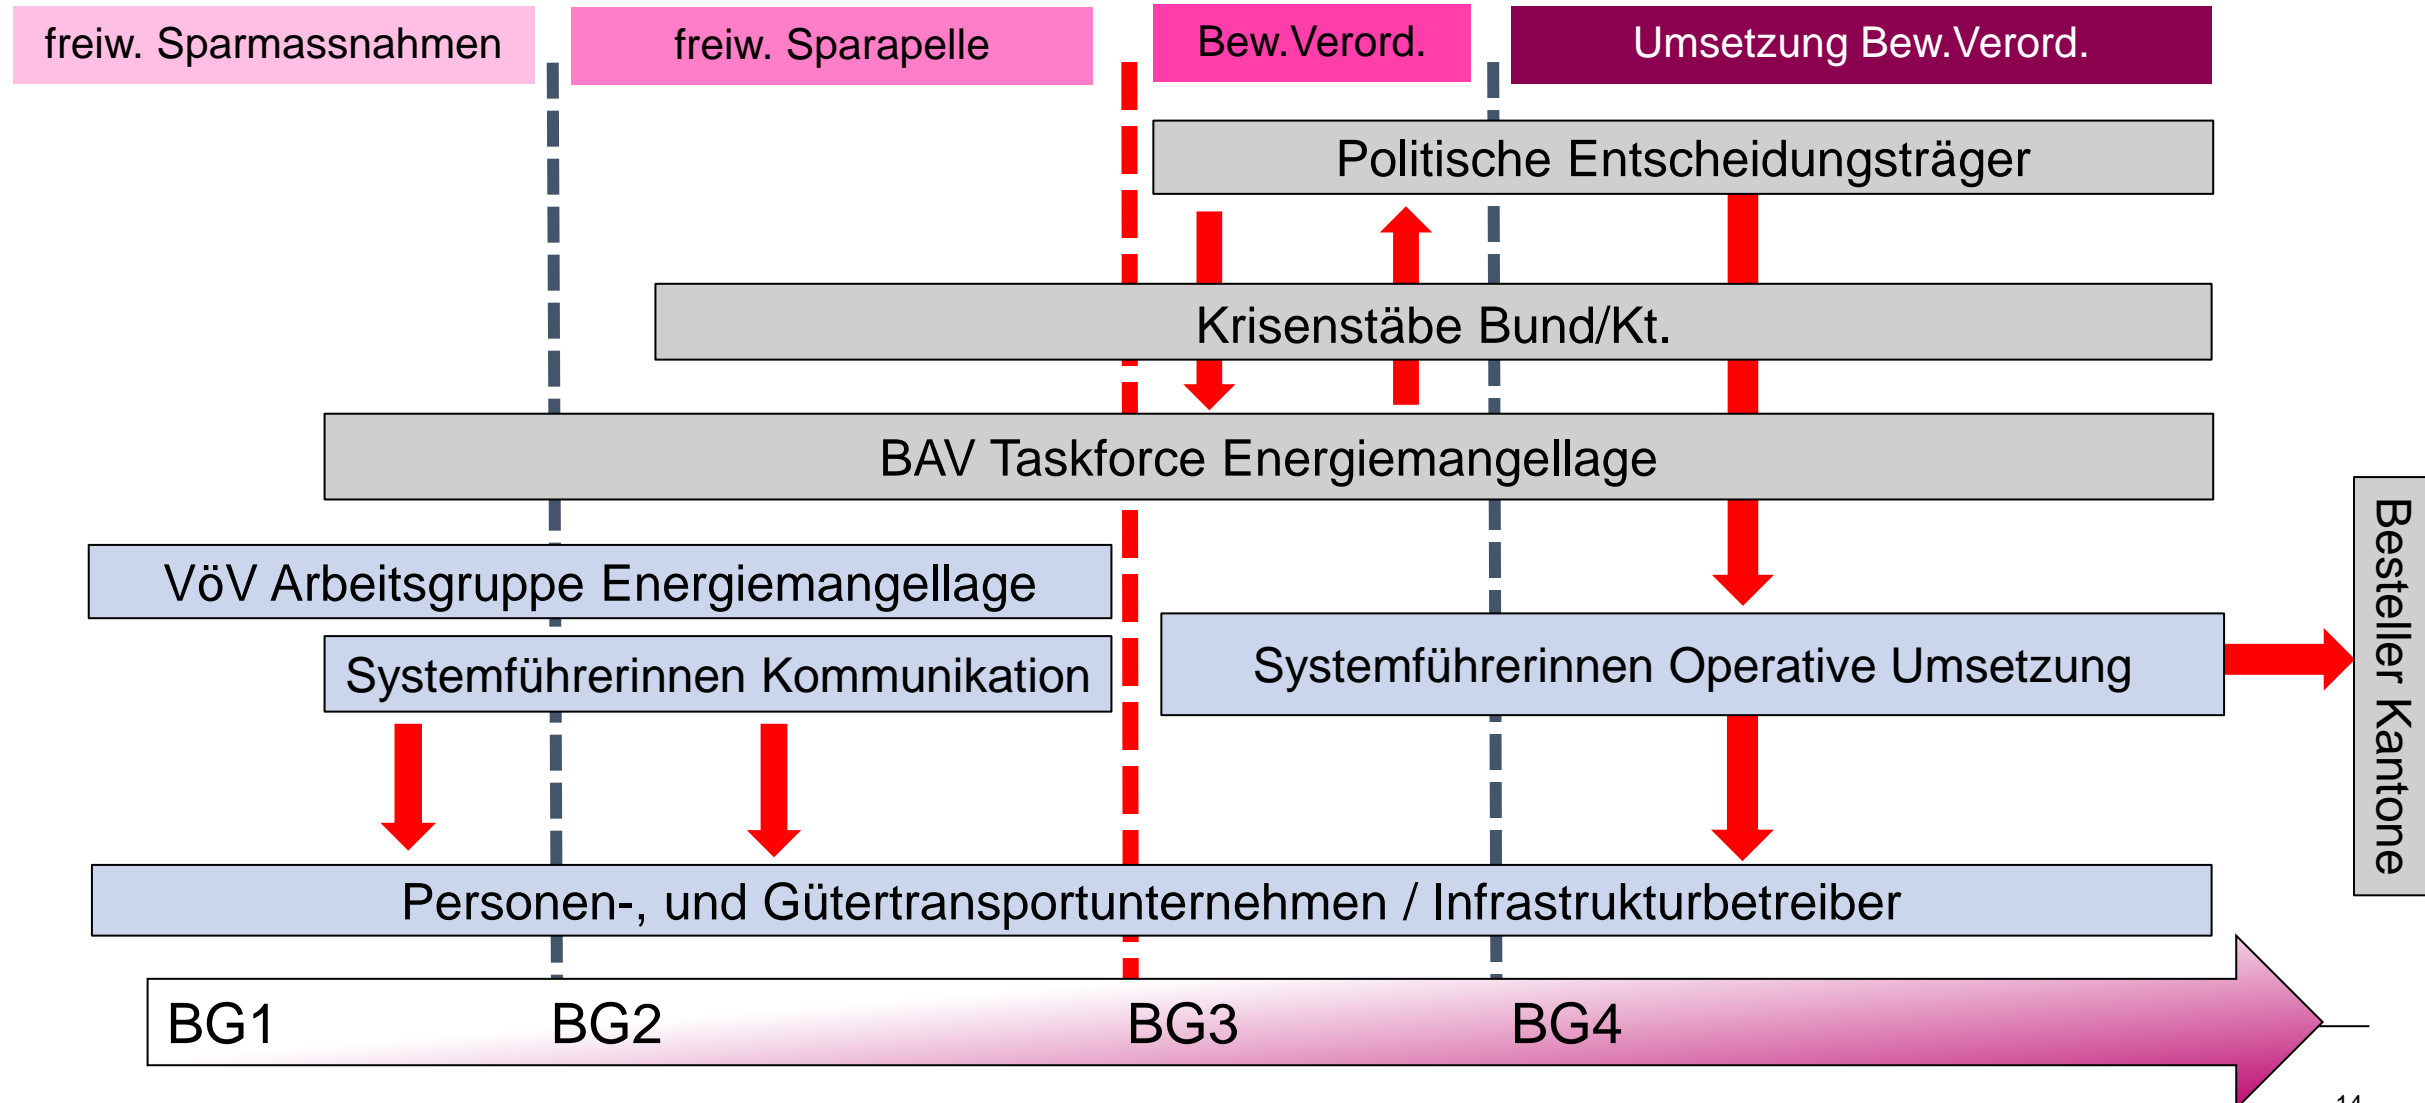 freiw. Sparmassnahmen
freiw. Sparapelle
Bew.Verord.
Umsetzung Bew.Verord.
Politische Entscheidungsträger
Krisenstäbe Bund/Kt.
BAV Taskforce Energiemangellage
VöV Arbeitsgruppe Energiemangellage
Systemführerinnen Kommunikation
Systemführerinnen Operative Umsetzung
Besteller Kantone
Personen-, und Gütertransportunternehmen / Infrastrukturbetreiber
BG1
BG2
BG3
BG4
14